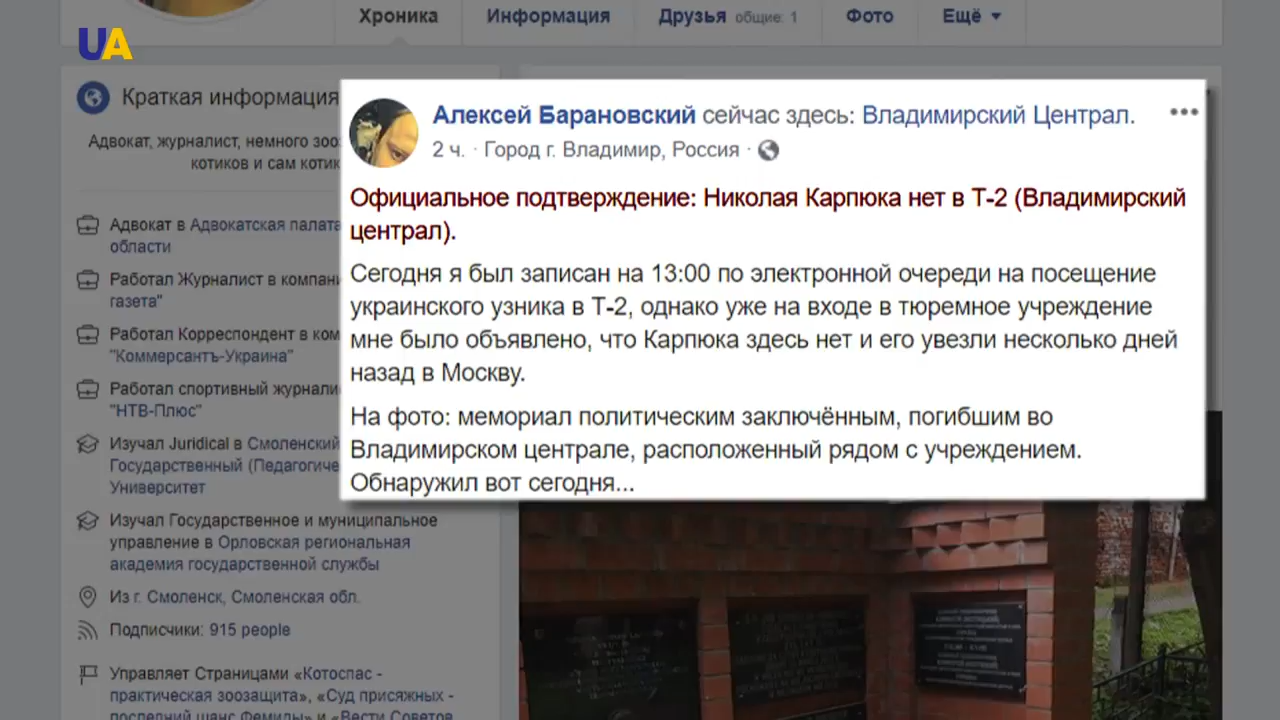 Хроника Информация Друзья общие: 1 Фото Ещё
UA
Краткая информация
Адвокат, журналист, немного
котиков и сам
Адвокат в Адвокатская палата
области
Работал Журналист в
газета"
Работал Корреспондент в
"Коммерсантъ-Украина"
Работал спортивный
"НТВ-Плюс"
Изучал Juridical в Смоленский
Государственный
Университет
Изучал Государственное и муниципальное
управление в Орловская региональная
академия государственной службы
Из г. Смоленск, Смоленская обл.
Подписчики: 915 people
Управляет Страницами «Котоспас -
практическая зоозащита», «Суд присяжных -
последний шанс Фемиды» и «Вести Советов
Алексей Барановский сейчас здесь: Владимирский Централ.
2 ч. · Город г. Владимир, Россия ·
Официальное подтверждение: Николая Карпюка нет в Т-2 (Владимирский
централ).
Сегодня я был записан на 13:00 по электронной очереди на посещение
украинского узника в Т-2, однако уже на входе в тюремное учреждение
мне было объявлено, что Карпюка здесь нет и его увезли несколько дней
назад в Москву.
На фото: мемориал политическим заключённым, погибшим во
Владимирском централе, расположенный рядом с учреждением.
Обнаружил вот сегодня...